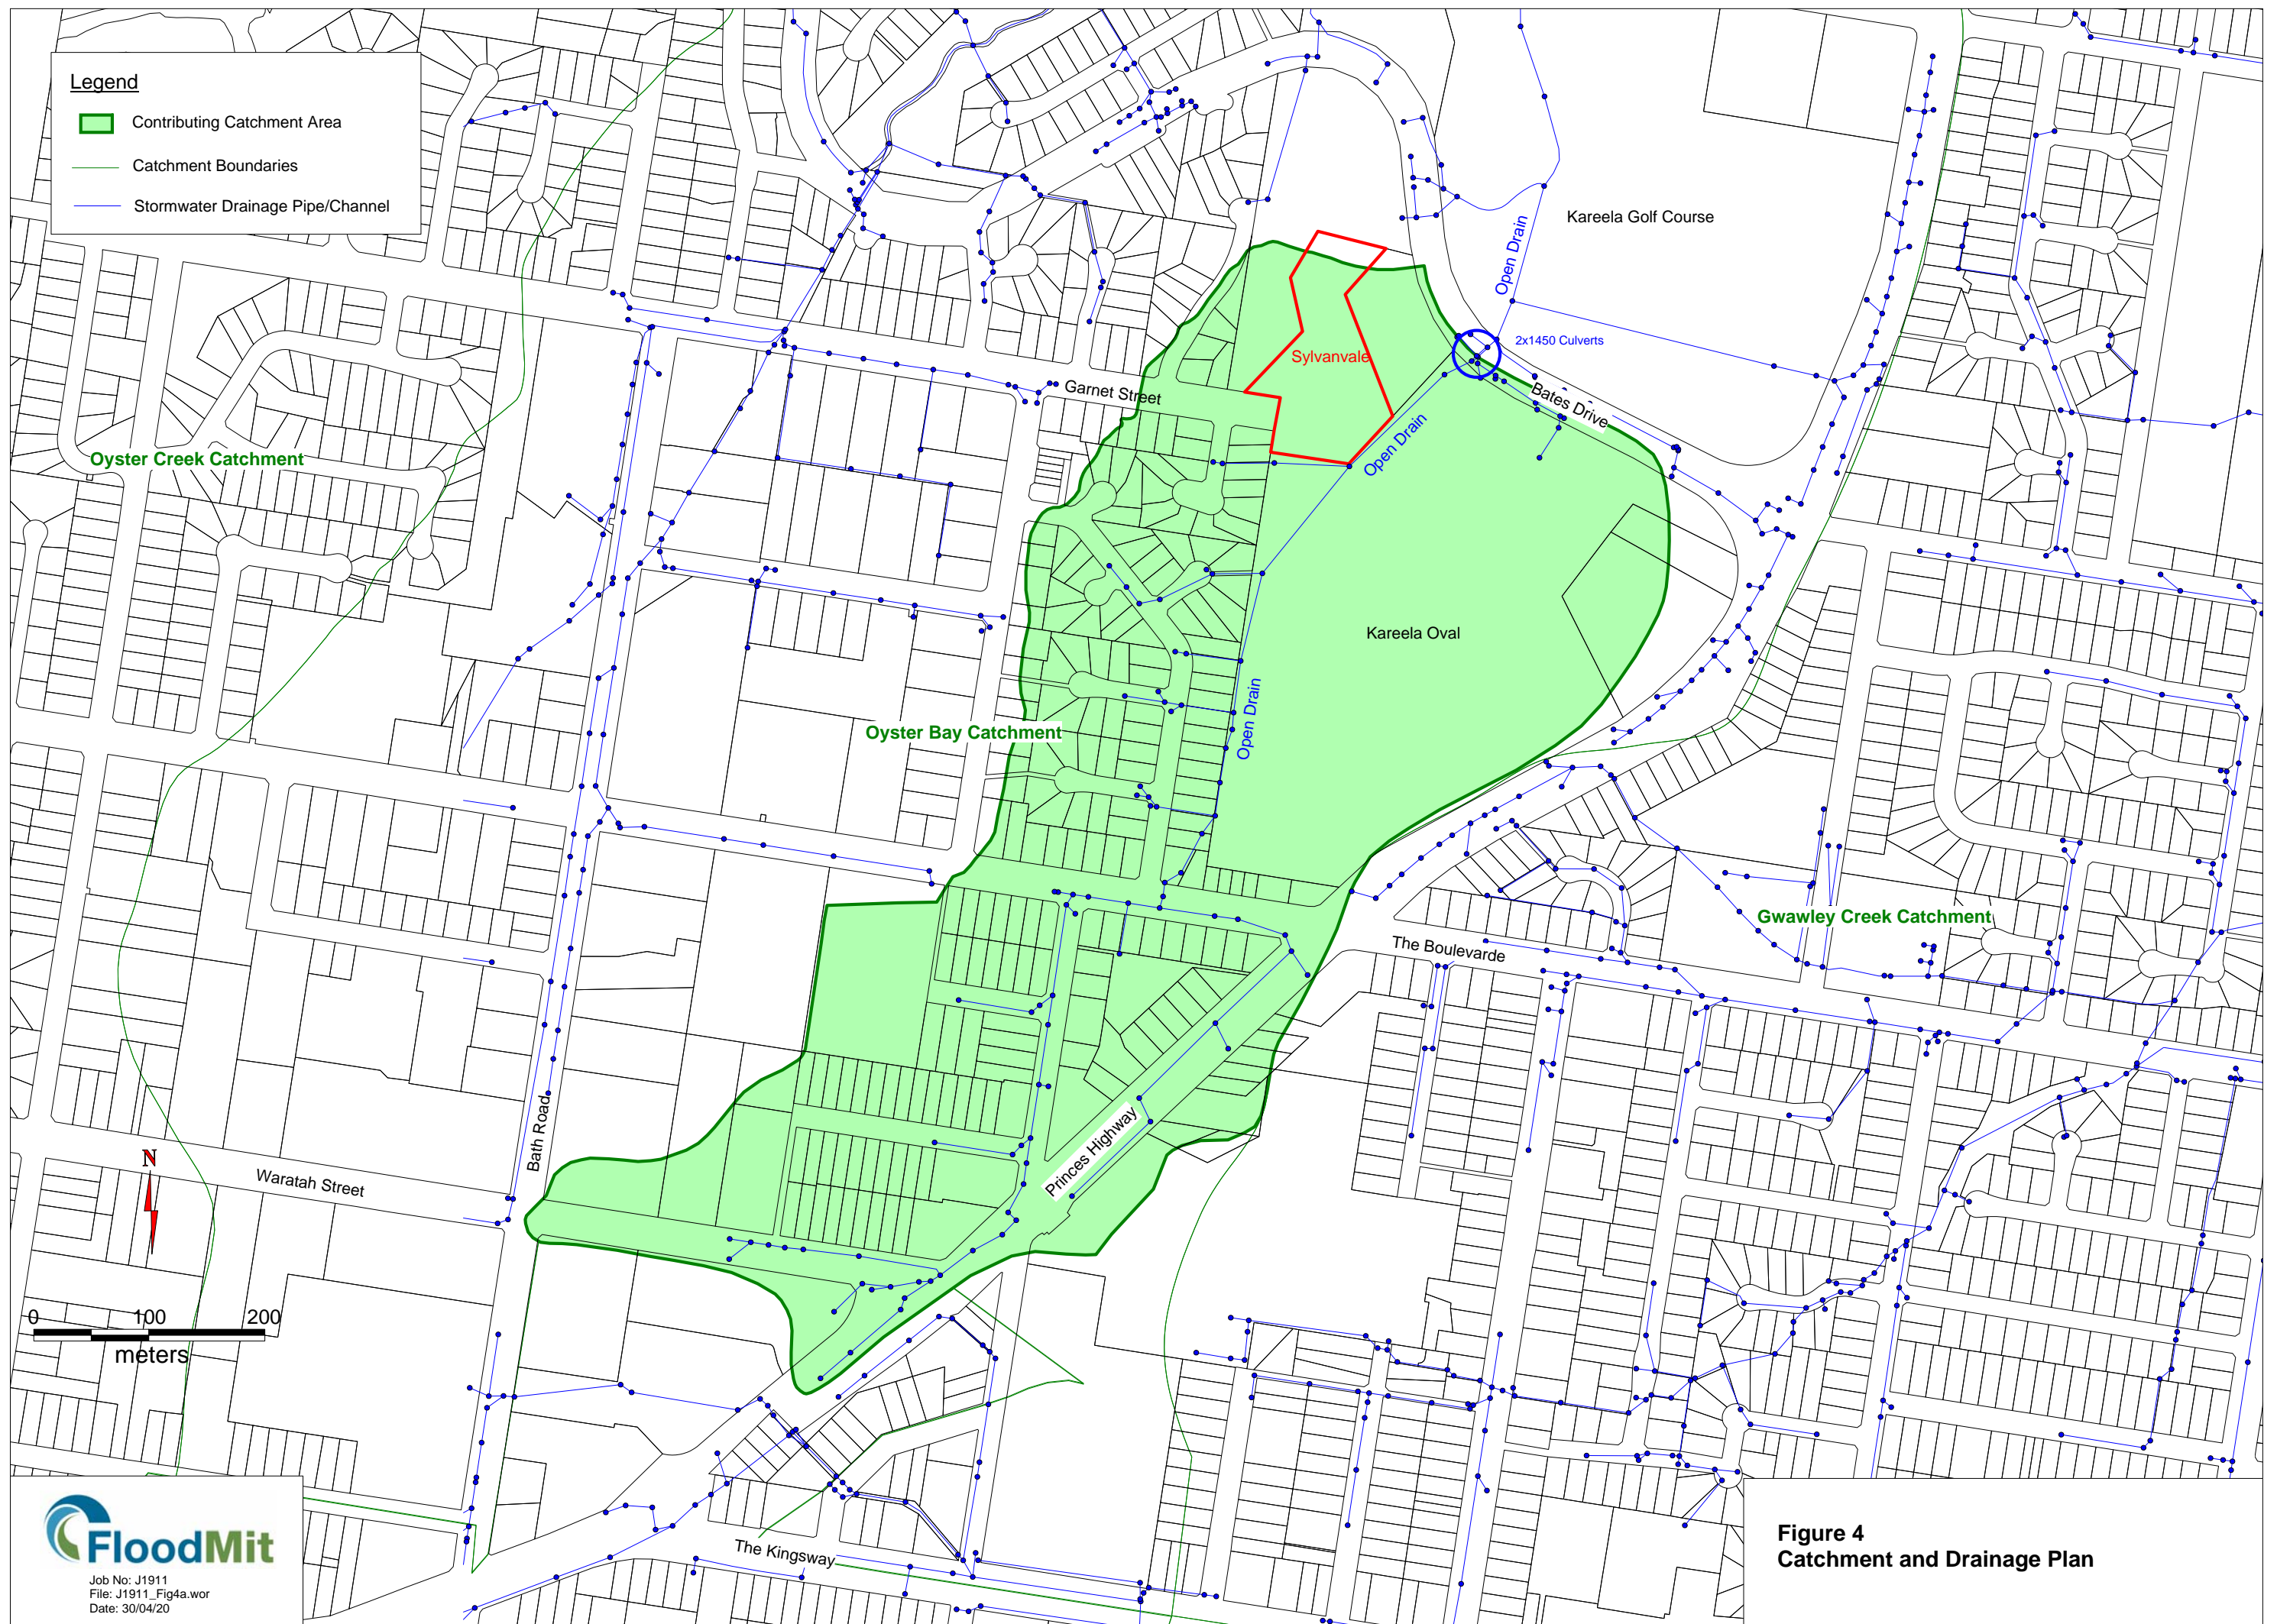 Legend
Contributing Catchment Area
Catchment Boundaries
Stormwater Drainage Pipe/Channel
Kareela Golf Course
Open Drain
2x1450 Culverts
Sylvanvale
Garnet Street
Bates Drive
Open Drain
Oyster Creek Catchment
Kareela Oval
Open Drain
Oyster Bay Catchment
Gwawley Creek Catchment
The Boulevarde
Bath Road
Princes Highway
N
Waratah Street
0 100 200
meters
The Kingsway
FloodMit
Job No: J1911
File: J1911_Fig4a.wor
Date: 30/04/20
Figure 4
Catchment and Drainage Plan